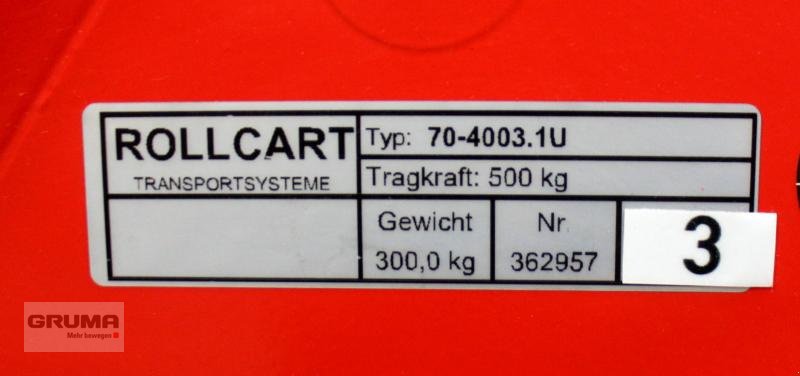 ROLLCART
TRANSPORTSYSTEME
Typ: 70-4003.1U
Tragkraft: 500 kg
Gewicht
300,0 kg
Nr.
362957
3
GRUMA
Mehr bewegen